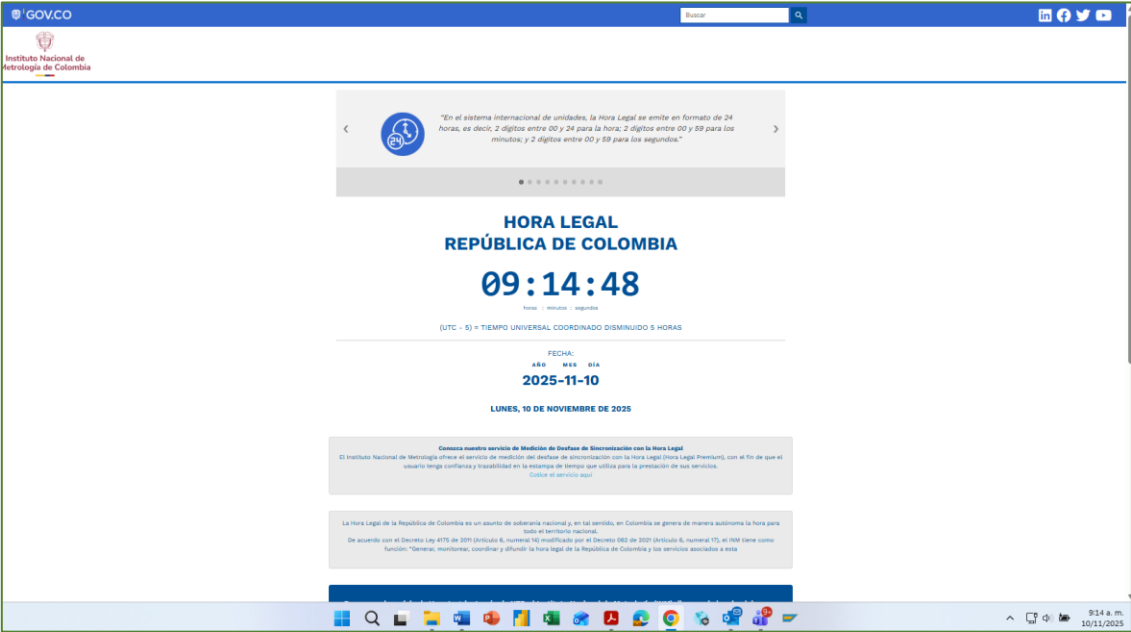 GOV.CO
Buscar
Instituto Nacional de
Metrología de Colombia
24
"En el sistema internacional de unidades, la Hora Legal se emite en formato de 24
horas, es decir, 2 dígitos entre 00 y 24 para la hora; 2 dígitos entre 00 y 59 para los
minutos; y 2 dígitos entre 00 y 59 para los segundos."
HORA LEGAL
REPÚBLICA DE COLOMBIA
09:14:48
horas : minutos : segundos
(UTC - 5) = TIEMPO UNIVERSAL COORDINADO DISMINUIDO 5 HORAS
FECHA:
AÑO MES DÍA
2025-11-10
LUNES, 10 DE NOVIEMBRE DE 2025
Conozca nuestro servicio de Medición de Desfase de Sincronización con la Hora Legal
El Instituto Nacional de Metrología ofrece el servicio de medición del desfase de sincronización con la Hora Legal (Hora Legal Premium), con el fin de que el
usuario tenga confianza y trazabilidad en la estampa de tiempo que utiliza para la prestación de sus servicios.
Cotice el servicio aquí
La Hora Legal de la República de Colombia es un asunto de soberanía nacional y, en tal sentido, en Colombia se genera de manera autónoma la hora para
todo el territorio nacional.
De acuerdo con el Decreto Ley 4175 de 2011 (Artículo 6, numeral 14) modificado por el Decreto 062 de 2021 (Artículo 6, numeral 17), el INM tiene como
función: "Generar, monitorear, coordinar y difundir la hora legal de la República de Colombia y los servicios asociados a esta
9:14 a. m.
10/11/2025